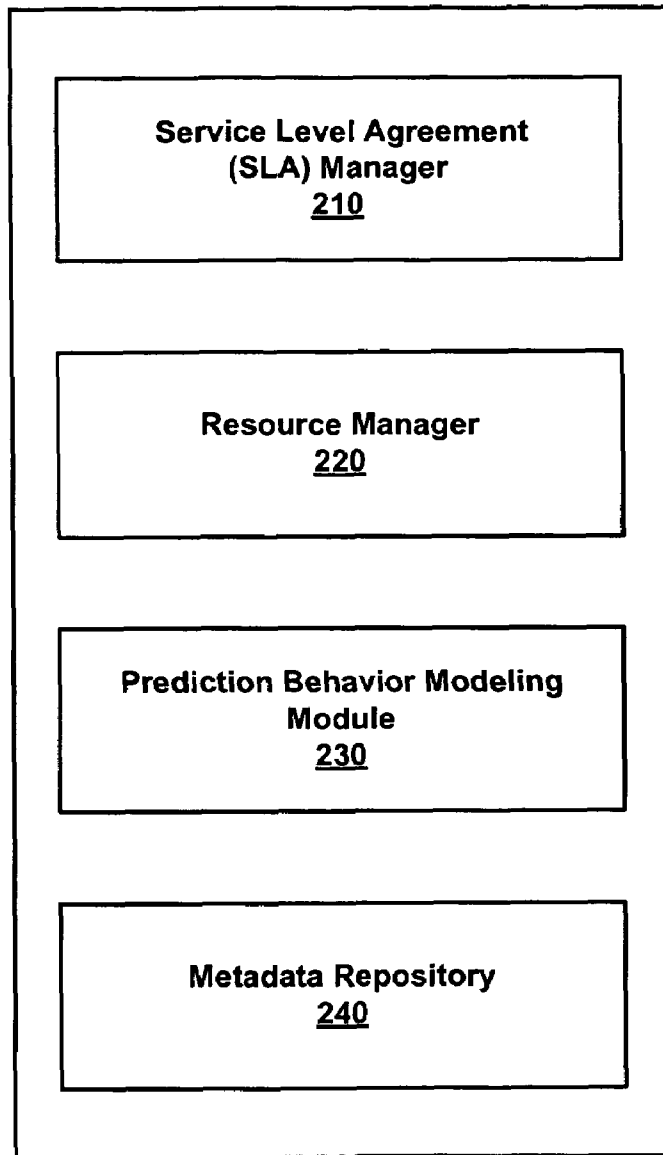 Service Level Agreement
(SLA) Manager
210
Resource Manager
220
Prediction Behavior Modeling
Module
230
Metadata Repository
240